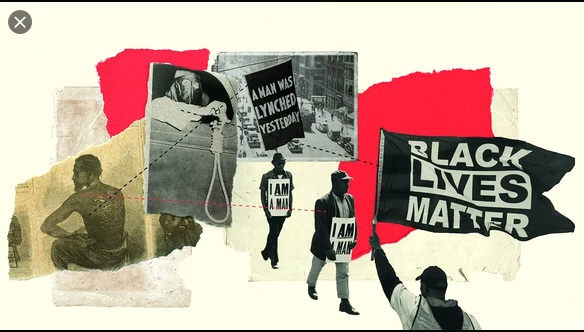 A MAN WAS
LYNCHED
YESTERDAY
I AM
A MAN
I AM
A MAN
BLACK
LIVES
MATTER